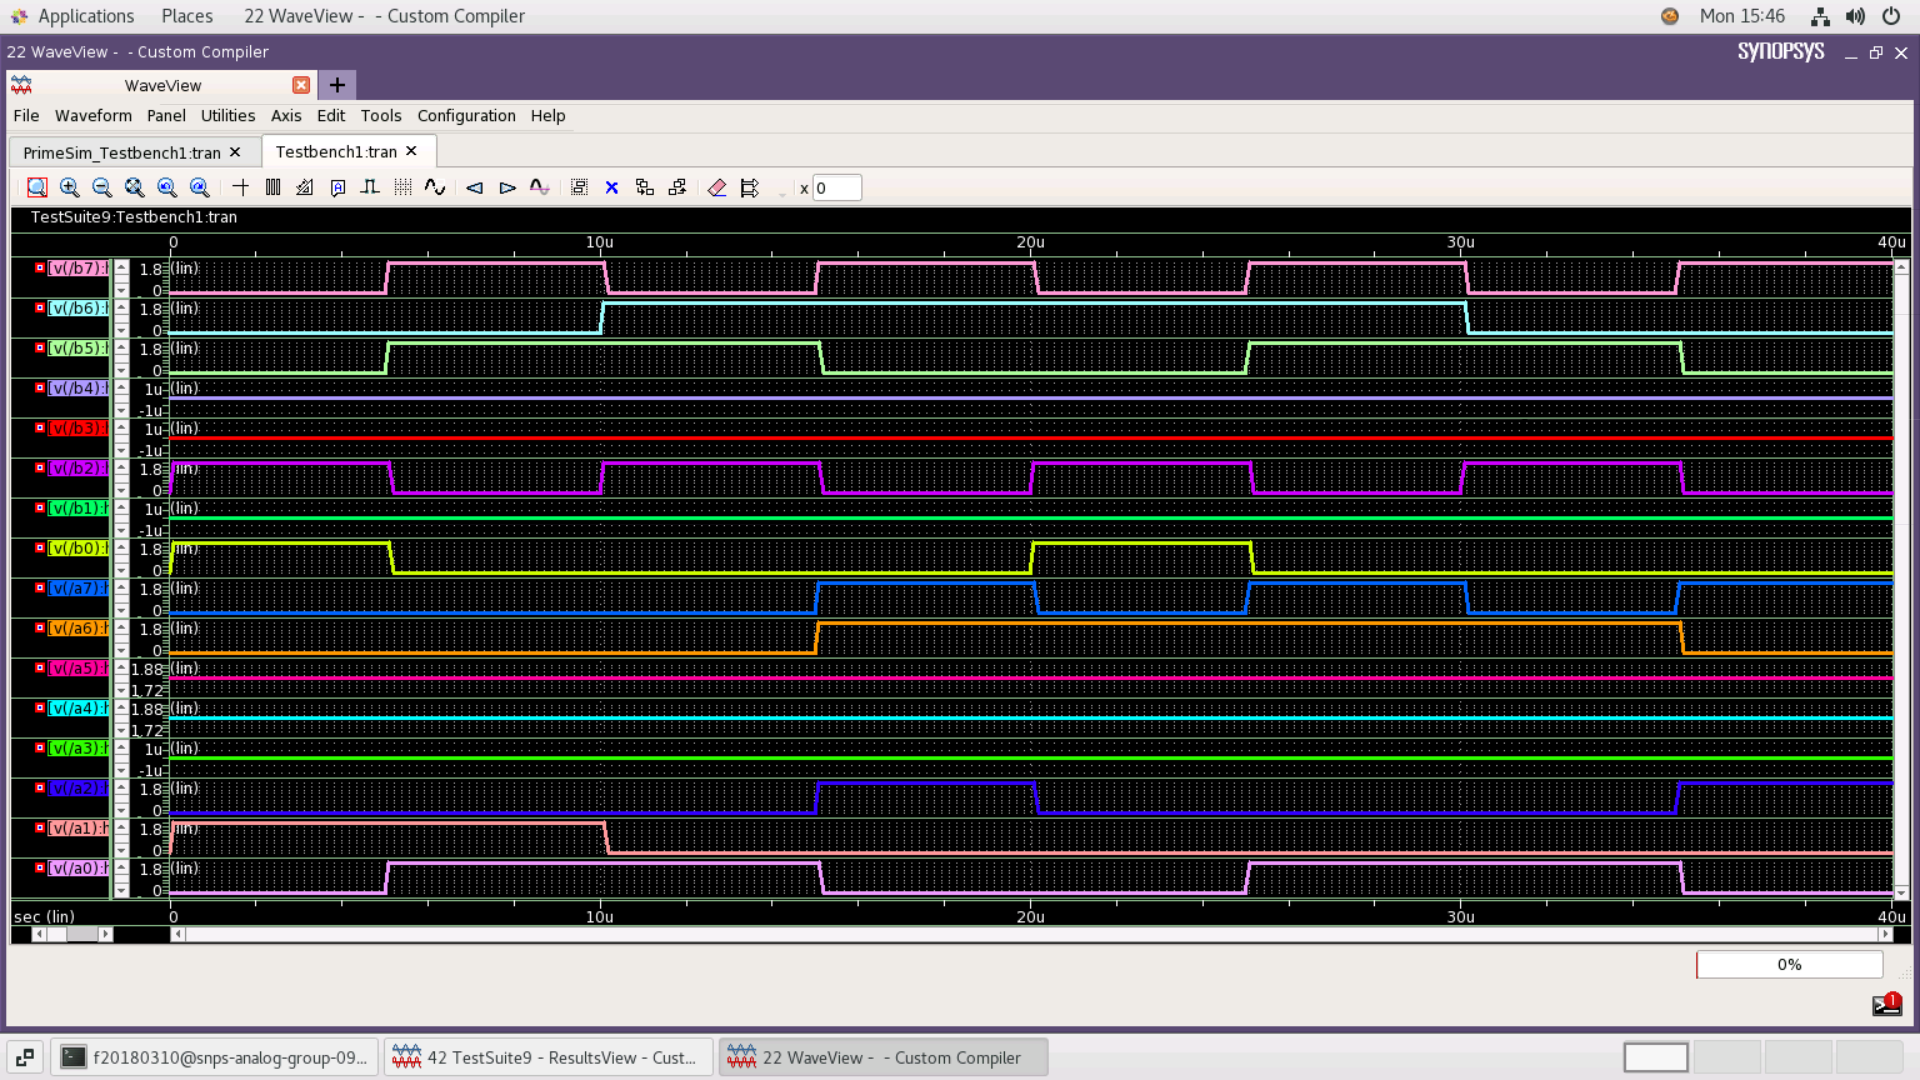 Applications Places 22 WaveView - - Custom Compiler Mon 15:46
22 WaveView - - Custom Compiler SYNOPSYS
WaveView
File Waveform Panel Utilities Axis Edit Tools Configuration Help
PrimeSim_Testbench1:tran Testbench1:tran
x 0
TestSuite9:Testbench1:tran
0 10u 20u 30u 40u
[v(/b7): 1.8 (lin)
0
[v(/b6): 1.8 (lin)
0
[v(/b5): 1.8 (lin)
0
[v(/b4): 1u (lin)
-1u
[v(/b3): 1u (lin)
-1u
[v(/b2): 1.8 (lin)
0
[v(/b1): 1u (lin)
-1u
[v(/b0): 1.8 (lin)
0
[v(/a7): 1.8 (lin)
0
[v(/a6): 1.8 (lin)
0
[v(/a5): 1.88 (lin)
1.72
[v(/a4): 1.88 (lin)
1.72
[v(/a3): 1u (lin)
-1u
[v(/a2): 1.8 (lin)
0
[v(/a1): 1.8 (lin)
0
[v(/a0): 1.8 (lin)
0
sec (lin) 0 10u 20u 30u 40u
0%
1
f20180310@snps-analog-group-09... 42 TestSuite9 - ResultsView - Cust... 22 WaveView - - Custom Compiler